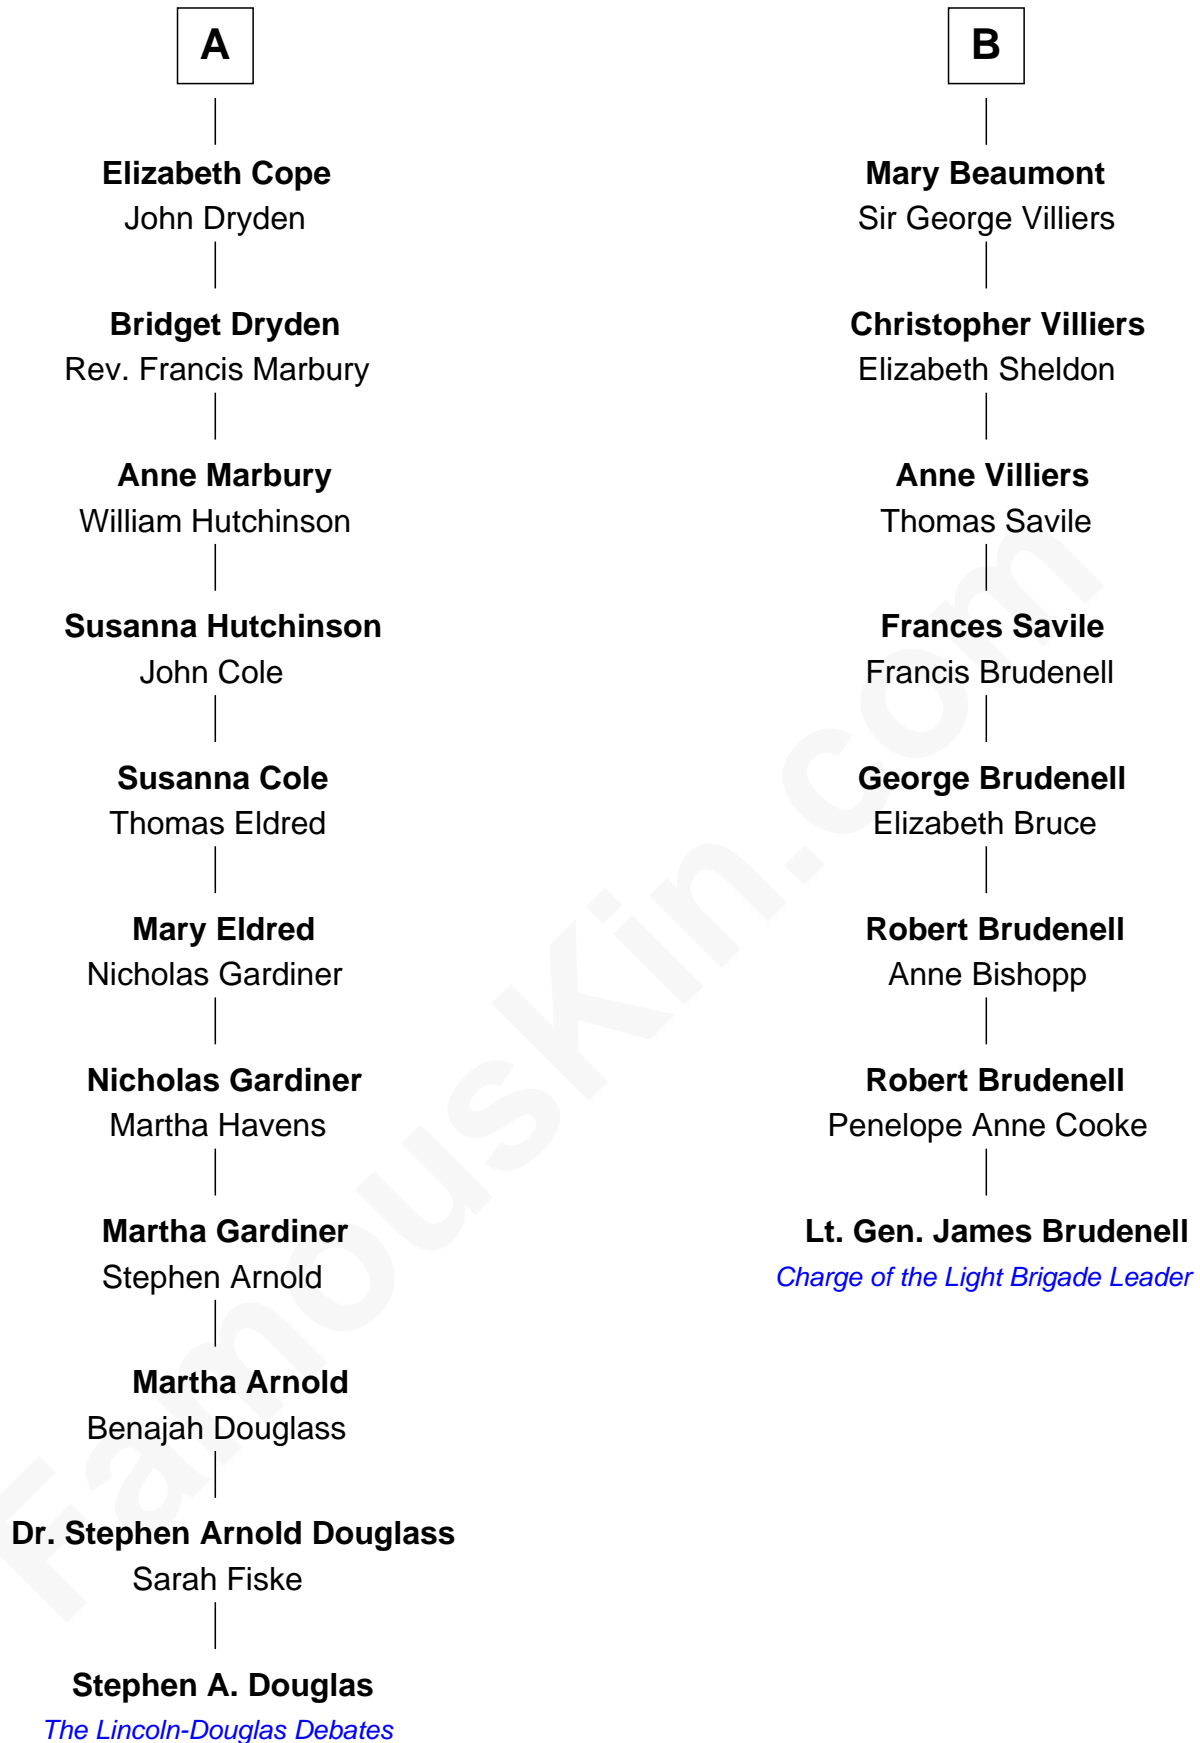 A
Elizabeth Cope
John Dryden
Bridget Dryden
Rev. Francis Marbury
Anne Marbury
William Hutchinson
Susanna Hutchinson
John Cole
Susanna Cole
Thomas Eldred
Mary Eldred
Nicholas Gardiner
Nicholas Gardiner
Martha Havens
Martha Gardiner
Stephen Arnold
Martha Arnold
Benajah Douglass
Dr. Stephen Arnold Douglass
Sarah Fiske
Stephen A. Douglas
The Lincoln-Douglas Debates
B
Mary Beaumont
Sir George Villiers
Christopher Villiers
Elizabeth Sheldon
Anne Villiers
Thomas Savile
Frances Savile
Francis Brudenell
George Brudenell
Elizabeth Bruce
Robert Brudenell
Anne Bishopp
Robert Brudenell
Penelope Anne Cooke
Lt. Gen. James Brudenell
Charge of the Light Brigade Leader
FamousKin.com